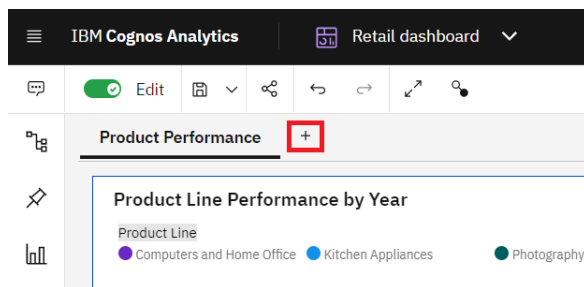 IBM Cognos Analytics
Retail dashboard
Edit
Product Performance +
Product Line Performance by Year
Product Line
Computers and Home Office Kitchen Appliances Photography